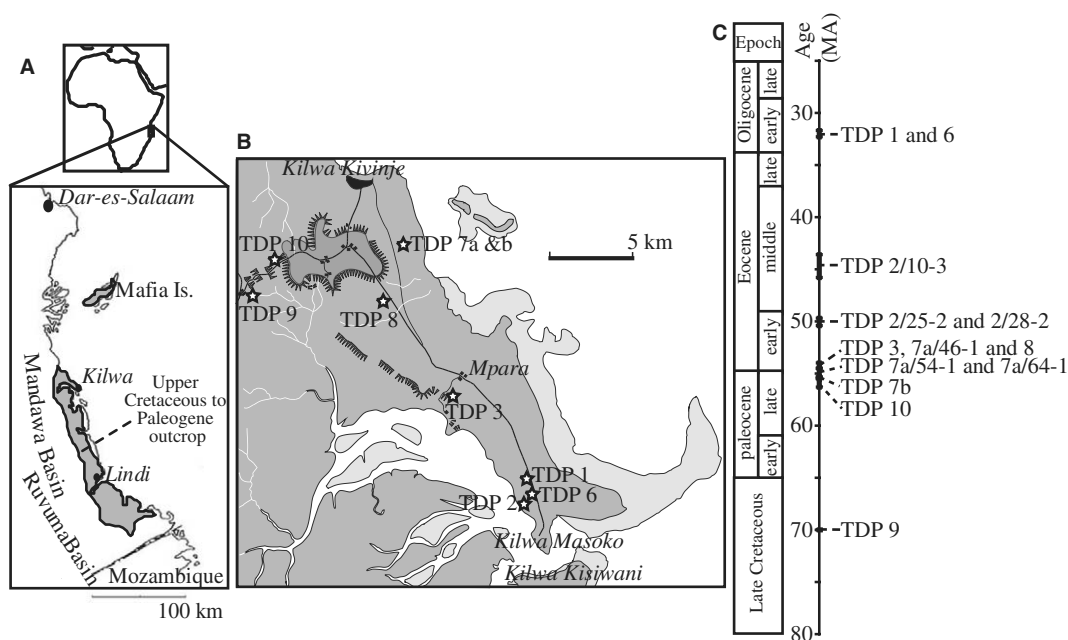 A
Dar-es-Salaam
Mafia Is.
Kilwa
Upper
Cretaceous to
Paleogene
outcrop
Mandawa Basin
Lindi
RuvumaBasin
Mozambique
100 km
B
Kilwa Kivinje
TDP 10
TDP 7a &b
5 km
TDP 9
TDP 8
Mpara
TDP 3
TDP 1
TDP 2
TDP 6
Kilwa Masoko
Kilwa Kisiwani
C
Epoch
Age
(MA)
Oligocene
late
early
Eocene
late
middle
early
paleocene
late
early
Late Cretaceous
30
40
50
60
70
80
TDP 1 and 6
TDP 2/10-3
TDP 2/25-2 and 2/28-2
TDP 3, 7a/46-1 and 8
TDP 7a/54-1 and 7a/64-1
TDP 7b
TDP 10
TDP 9